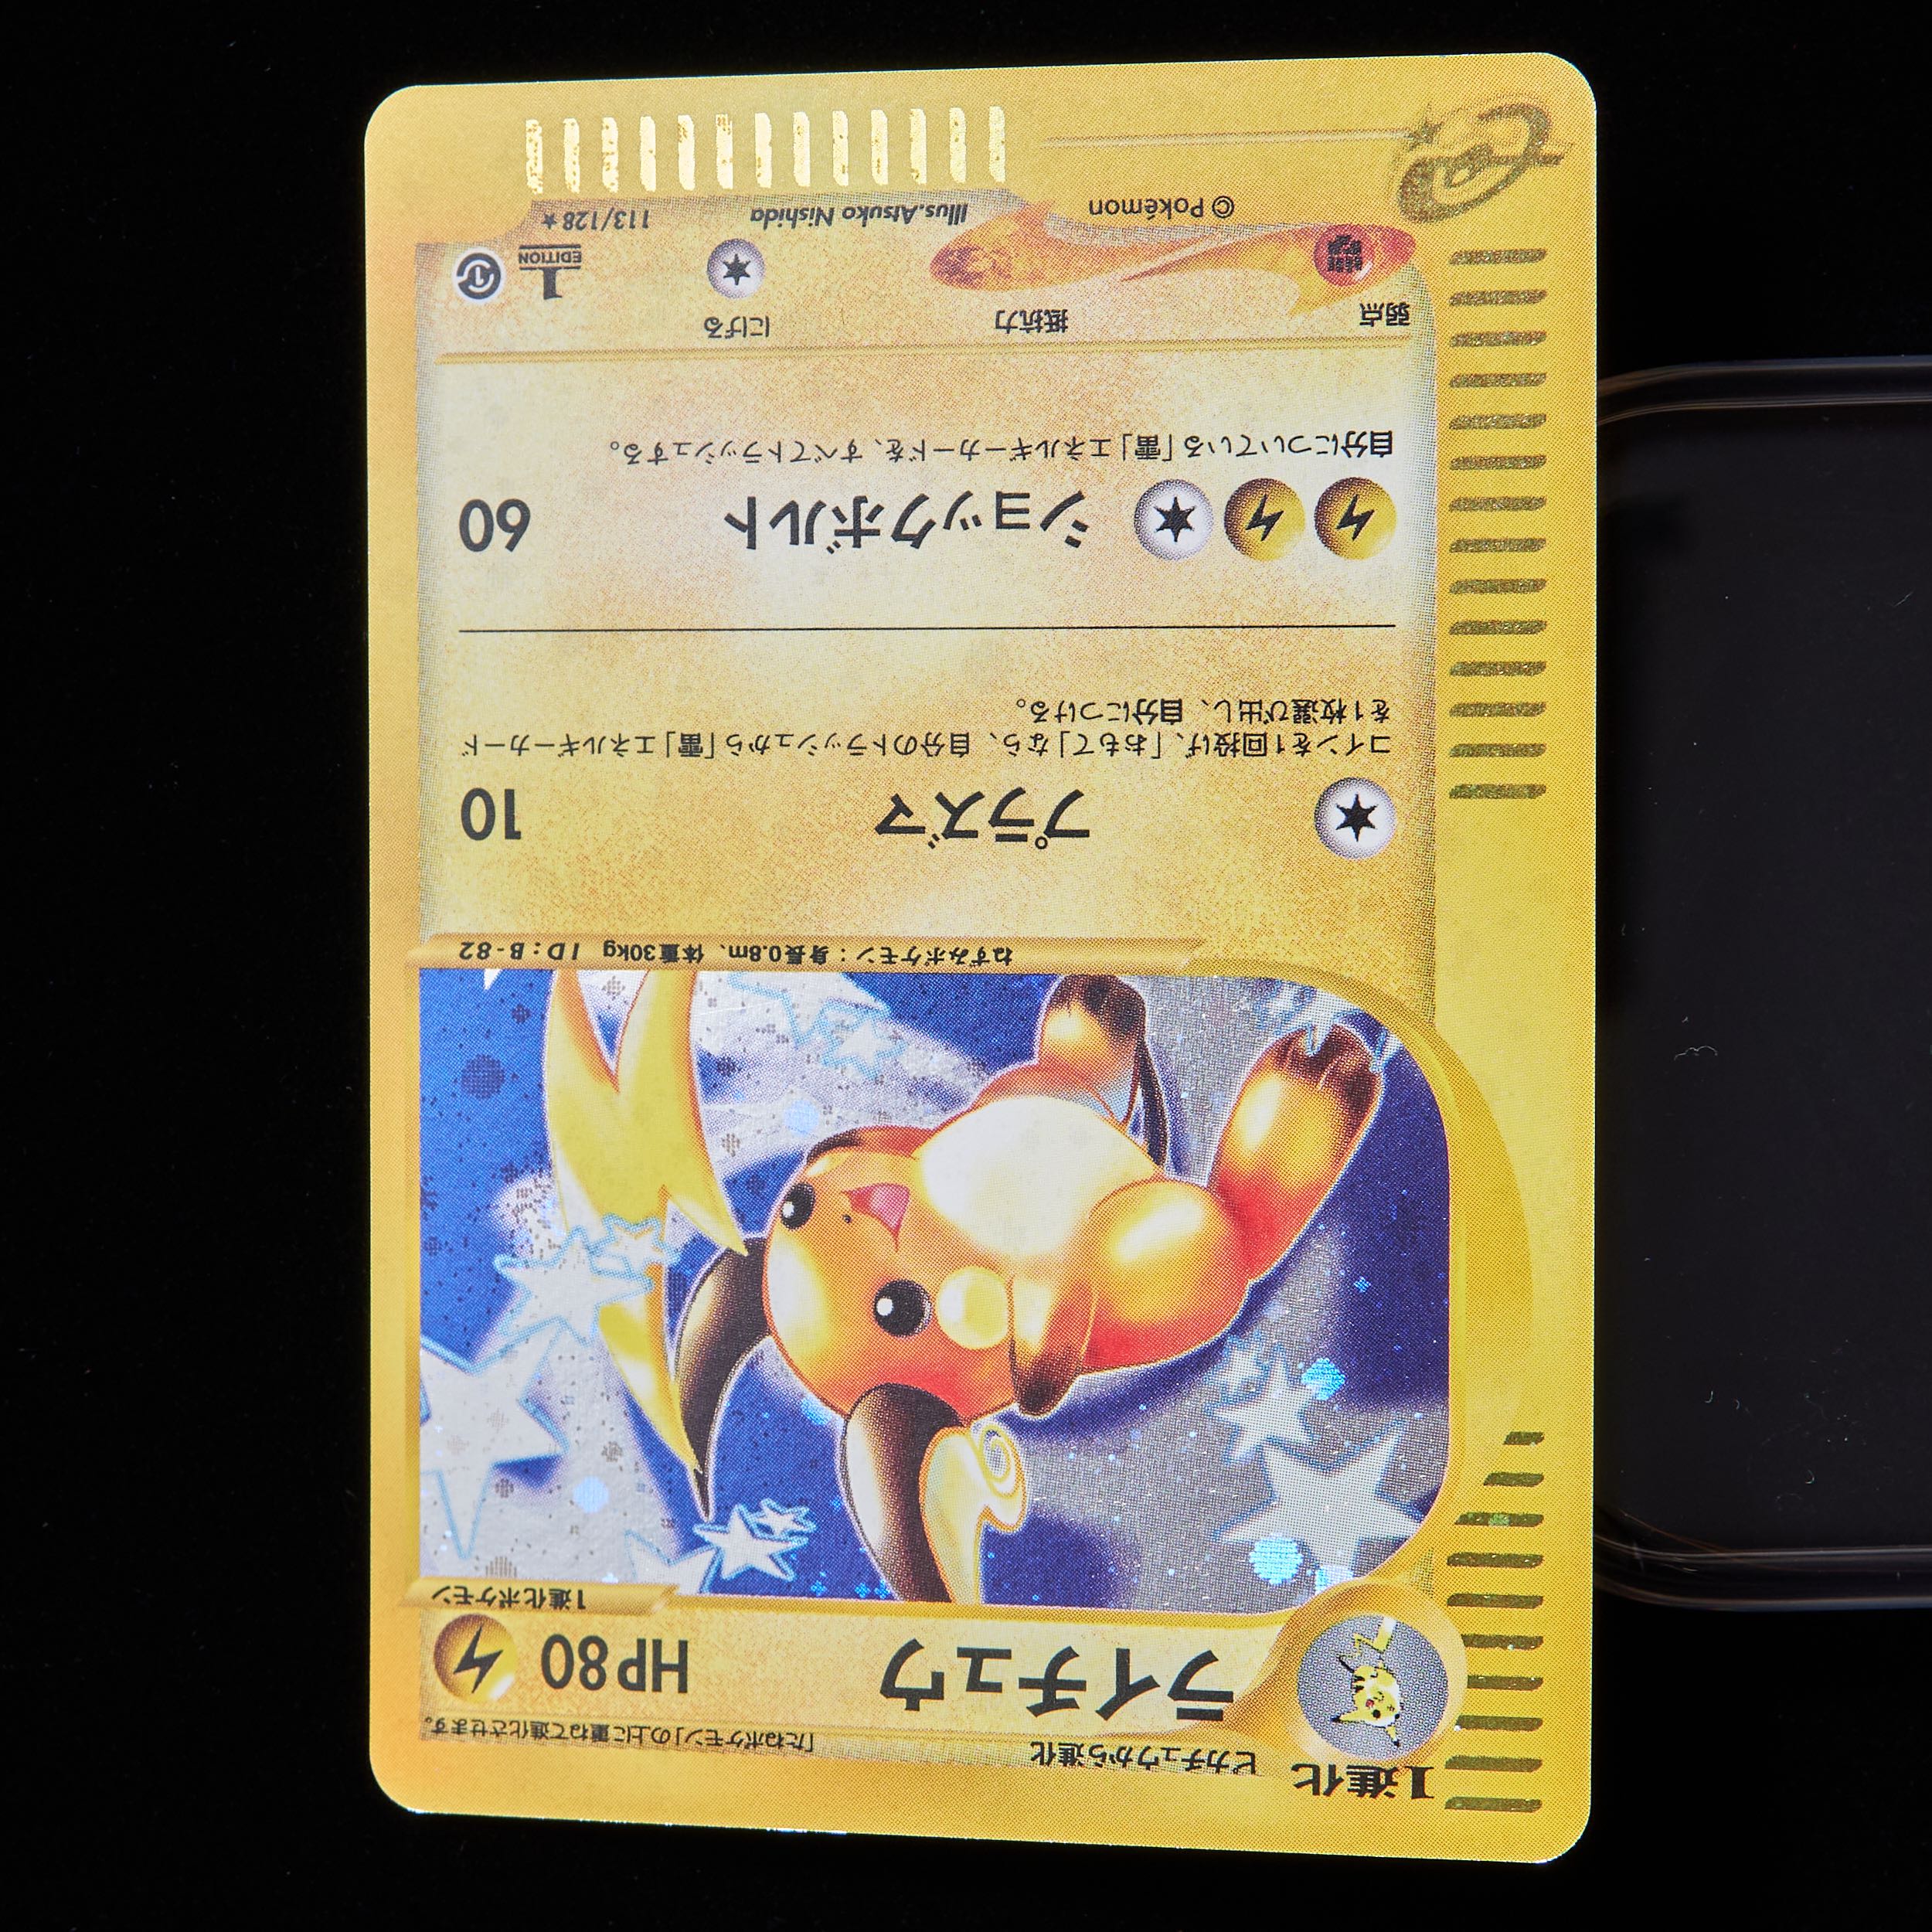 1進化
ピカチュウから進化
「たねポケモン」の上に重ねて進化させます。
ライチュウ
HP80
1進化ポケモン
ねずみポケモン：身長0.8m、体重30kg ID:B-82
プラズマ
10
コインを1回投げ、「おもて」なら、自分のトラッシュから「雷」エネルギーカード
を1枚選び出し、自分につける。
ショックボルト
60
自分についている「雷」エネルギーカードを、すべてトラッシュする。
弱点
抵抗力
にげる
1 EDITION
1
© Pokémon
Illus.Atsuko Nishida
113/128★
e